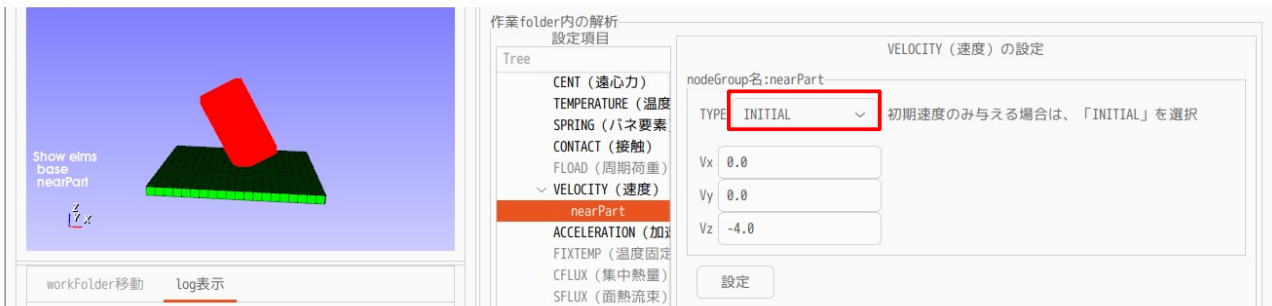 Show elms
base
nearPart
Z
Y X
workFolder移動 log表示
作業folder内の解析
設定項目
Tree
CENT (遠心力)
TEMPERATURE (温度
SPRING (バネ要素
CONTACT (接触)
FLOAD (周期荷重)
VELOCITY (速度)
nearPart
ACCELERATION (加速
FIXTEMP (温度固定
CFLUX (集中熱量)
SFLUX (面熱流束)
VELOCITY (速度) の設定
nodeGroup名:nearPart
TYPE INITIAL 初期速度のみ与える場合は、「INITIAL」を選択
Vx 0.0
Vy 0.0
Vz -4.0
設定